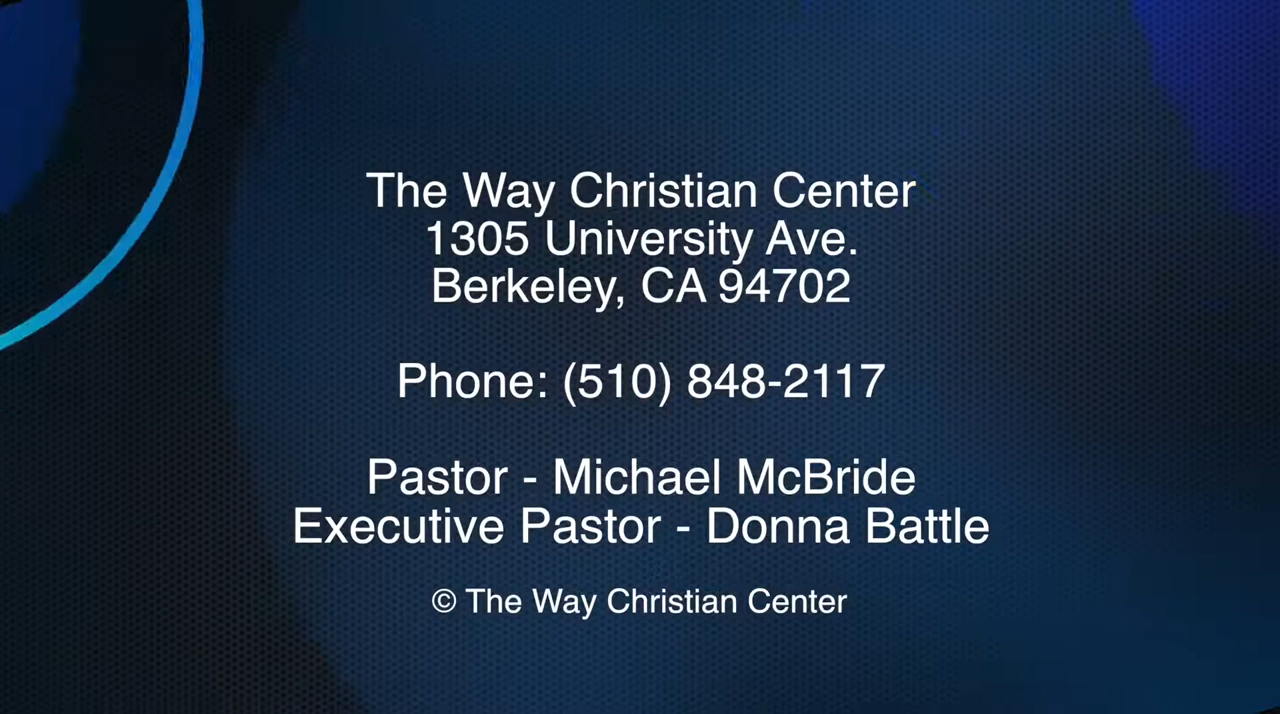 The Way Christian Center
1305 University Ave.
Berkeley, CA 94702
Phone: (510) 848-2117
Pastor - Michael McBride
Executive Pastor - Donna Battle
© The Way Christian Center